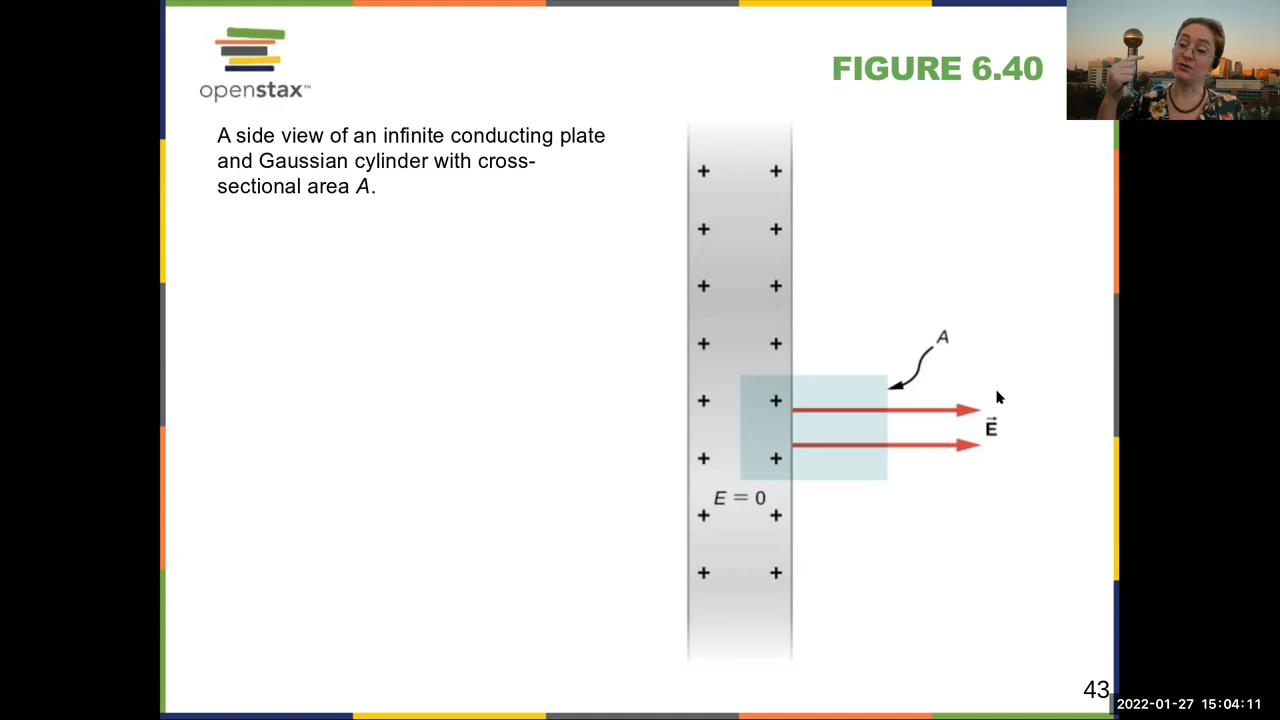 openstax™
FIGURE 6.40
A side view of an infinite conducting plate
and Gaussian cylinder with cross-
sectional area A.
+ +
+ +
+ +
+ +
A
+ +
E
+ +
E = 0
+ +
+ +
43
2022-01-27 15:04:11